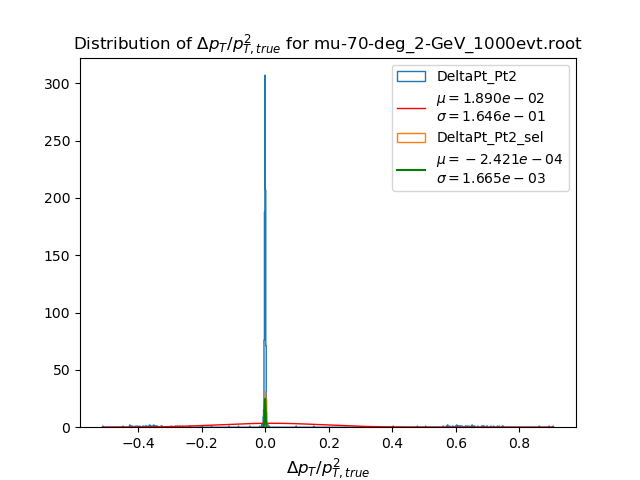 Distribution of Δp_T/p²_{T,true} for mu-70-deg_2-GeV_1000evt.root
DeltaPt_Pt2
μ = 1.890e − 02
σ = 1.646e − 01
DeltaPt_Pt2_sel
μ = −2.421e − 04
σ = 1.665e − 03
300
250
200
150
100
50
0
−0.4 −0.2 0.0 0.2 0.4 0.6 0.8
Δp_T/p²_{T,true}